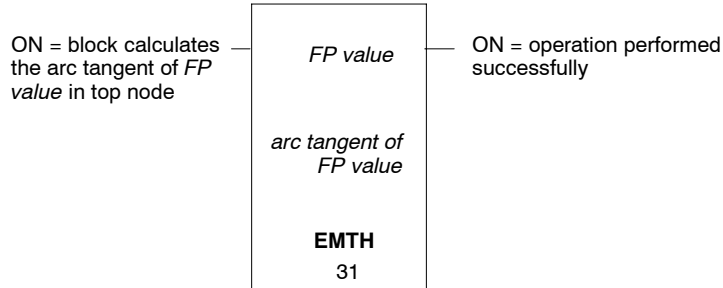 ON = block calculates
the arc tangent of FP
value in top node
FP value
ON = operation performed
successfully
arc tangent of
FP value
EMTH
31